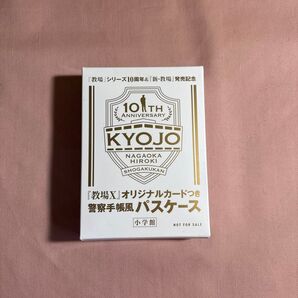 『教場』シリーズ10周年&『新・教場』発売記念
10TH
ANNIVERSARY
KYOJO
NAGAOKA
HIROKI
SHOGAKUKAN
『教場X』オリジナルカードつき
警察手帳風 パスケース
小学館
NOT FOR SALE